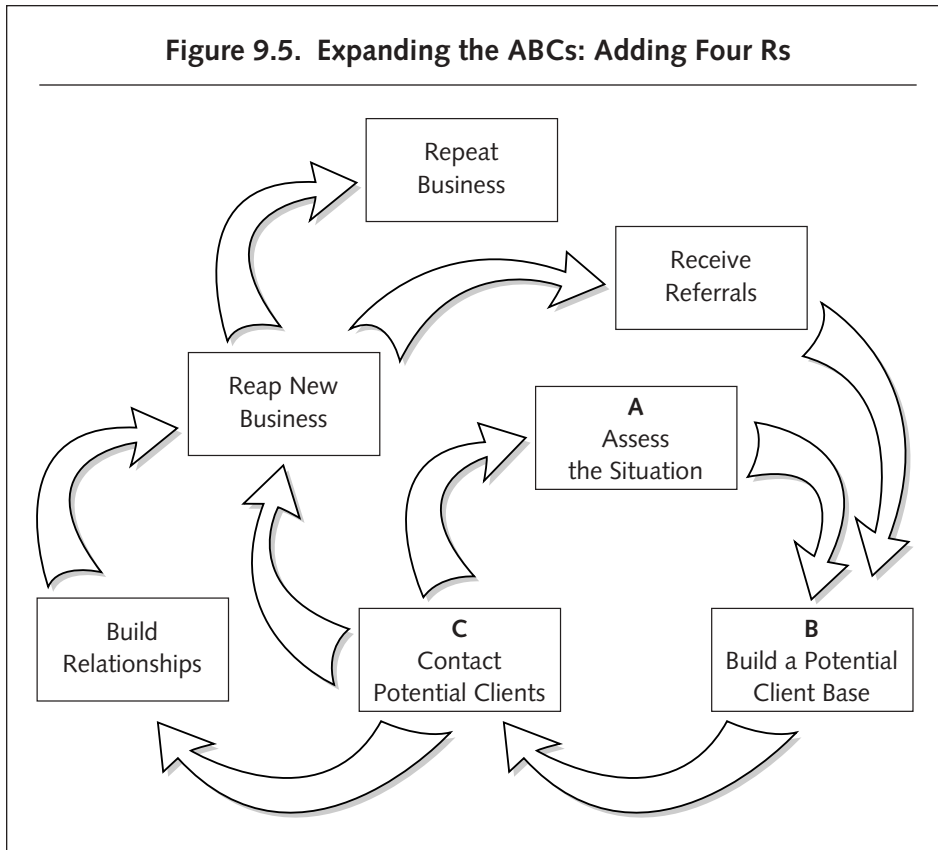 Figure 9.5. Expanding the ABCs: Adding Four Rs
Repeat
Business
Receive
Referrals
Reap New
Business
A
Assess
the Situation
Build
Relationships
C
Contact
Potential Clients
B
Build a Potential
Client Base